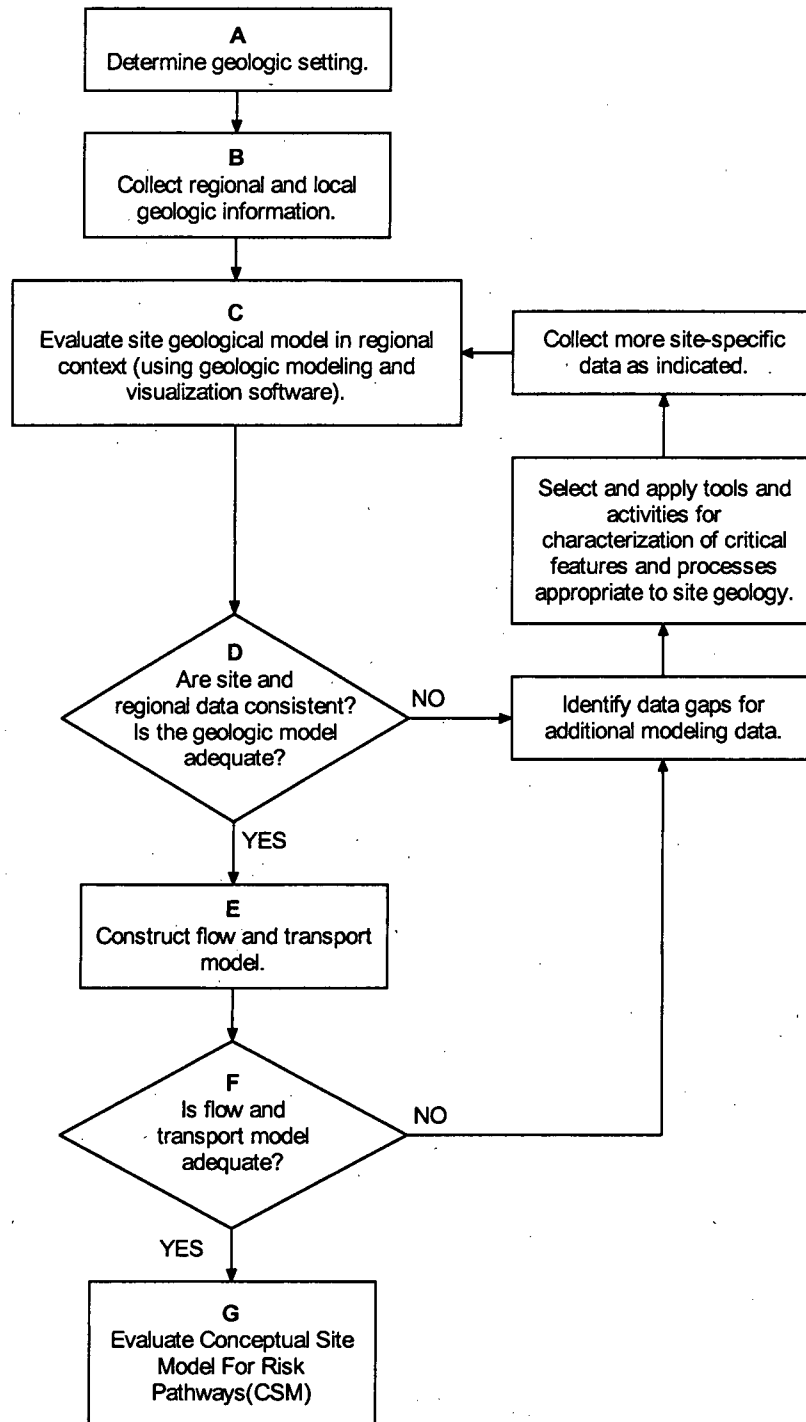 A
Determine geologic setting.
B
Collect regional and local
geologic information.
C
Evaluate site geological model in regional
context (using geologic modeling and
visualization software).
Collect more site-specific
data as indicated.
Select and apply tools and
activities for
characterization of critical
features and processes
appropriate to site geology.
D
Are site and
regional data consistent?
Is the geologic model
adequate?
NO
Identify data gaps for
additional modeling data.
YES
E
Construct flow and transport
model.
F
Is flow and
transport model
adequate?
NO
YES
G
Evaluate Conceptual Site
Model For Risk
Pathways(CSM)